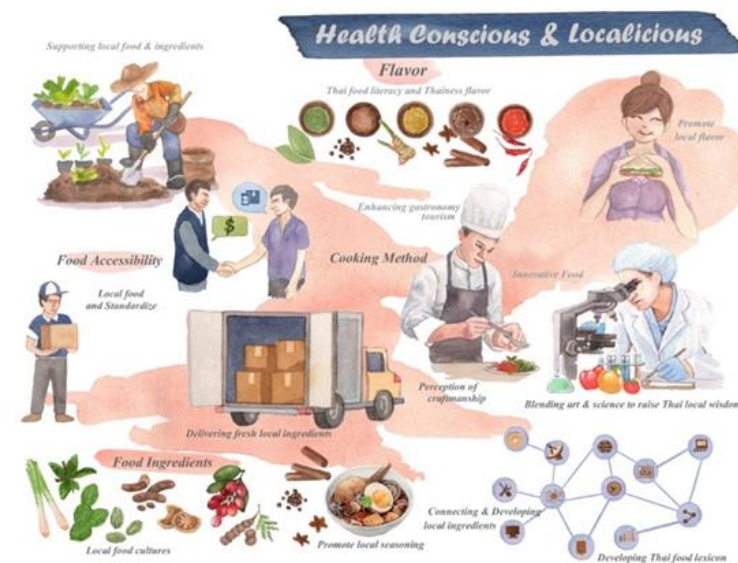 Health Conscious & Localicious
Supporting local food & ingredients
Flavor
Thai food literacy and Thainess flavor
Promote
local flavor
Enhancing gastronomy
tourism
Food Accessibility
Cooking Method
Innovative Food
Local food
and Standardize
$
Perception of
craftmanship
Blending art & science to raise Thai local wisdom
Delivering fresh local ingredients
Food Ingredients
Connecting & Developing
local ingredients
Local food cultures
Promote local seasoning
Developing Thai food lexicon